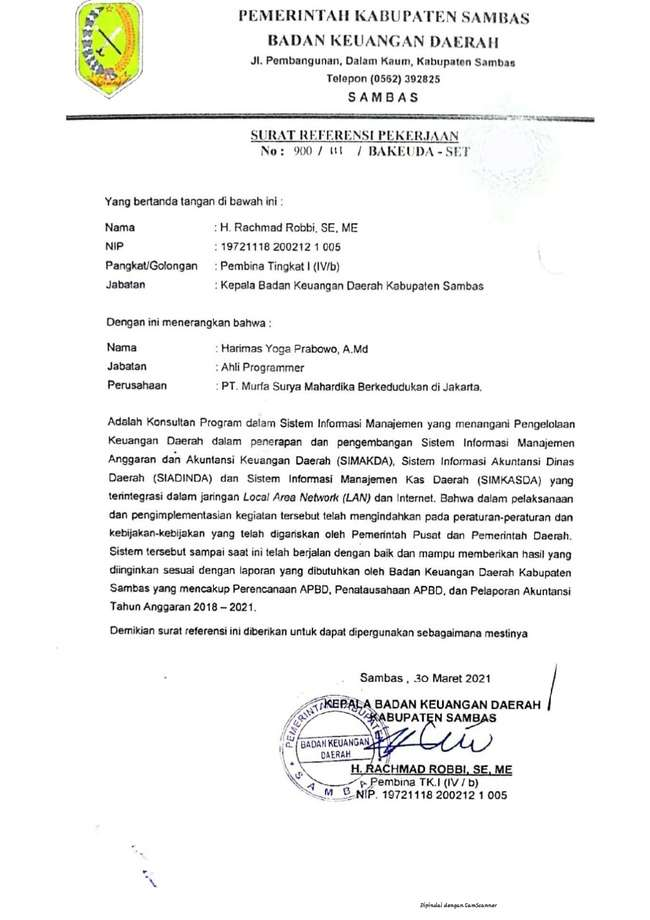 PEMERINTAH KABUPATEN SAMBAS
BADAN KEUANGAN DAERAH
Jl. Pembangunan, Dalam Kaum, Kabupaten Sambas
Telepon (0562) 392825
SAMBAS
SURAT REFERENSI PEKERJAAN
No : 900 / 111 / BAKEUDA - SET
Yang bertanda tangan di bawah ini :
Nama : H. Rachmad Robbi, SE, ME
NIP : 19721118 200212 1 005
Pangkat/Golongan : Pembina Tingkat I (IV/b)
Jabatan : Kepala Badan Keuangan Daerah Kabupaten Sambas
Dengan ini menerangkan bahwa :
Nama : Harimas Yoga Prabowo, A.Md
Jabatan : Ahli Programmer
Perusahaan : PT. Murfa Surya Mahardika Berkedudukan di Jakarta.
Adalah Konsultan Program dalam Sistem Informasi Manajemen yang menangani Pengelolaan
Keuangan Daerah dalam penerapan dan pengembangan Sistem Informasi Manajemen
Anggaran dan Akuntansi Keuangan Daerah (SIMAKDA), Sistem Informasi Akuntansi Dinas
Daerah (SIADINDA) dan Sistem Informasi Manajemen Kas Daerah (SIMKASDA) yang
terintegrasi dalam jaringan Local Area Network (LAN) dan Internet. Bahwa dalam pelaksanaan
dan pengimplementasian kegiatan tersebut telah mengindahkan pada peraturan-peraturan dan
kebijakan-kebijakan yang telah digariskan oleh Pemerintah Pusat dan Pemerintah Daerah.
Sistem tersebut sampai saat ini telah berjalan dengan baik dan mampu memberikan hasil yang
diinginkan sesuai dengan laporan yang dibutuhkan oleh Badan Keuangan Daerah Kabupaten
Sambas yang mencakup Perencanaan APBD, Penatausahaan APBD, dan Pelaporan Akuntansi
Tahun Anggaran 2018 – 2021.
Demikian surat referensi ini diberikan untuk dapat dipergunakan sebagaimana mestinya
Sambas , 30 Maret 2021
KEPALA BADAN KEUANGAN DAERAH
KABUPATEN SAMBAS
BADAN KEUANGAN
DAERAH
SAMBAS
H. RACHMAD ROBBI, SE, ME
Pembina TK.I (IV / b)
NIP. 19721118 200212 1 005
Dipindai dengan CamScanner